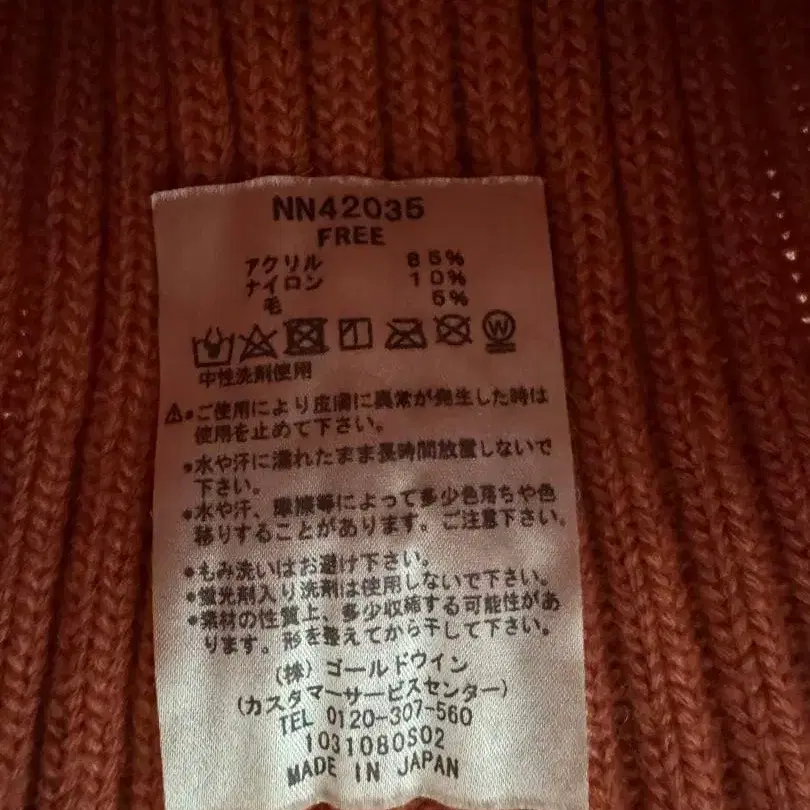 NN42035
FREE
アクリル 85%
ナイロン 10%
毛 5%
W
中性洗剤使用
⚠•ご使用により皮膚に異常が発生した時は
使用を止めて下さい。
•水や汗に濡れたまま長時間放置しないで
下さい。
•水や汗、摩擦等によって多少色落ちや色
移りすることがあります。ご注意下さい。
•もみ洗いはお避け下さい。
•蛍光剤入り洗剤は使用しないで下さい。
•素材の性質上、多少収縮する可能性があ
ります。形を整えてから干して下さい。
(株) ゴールドウイン
(カスタマーサービスセンター)
TEL 0120-307-560
1031080S02
MADE IN JAPAN